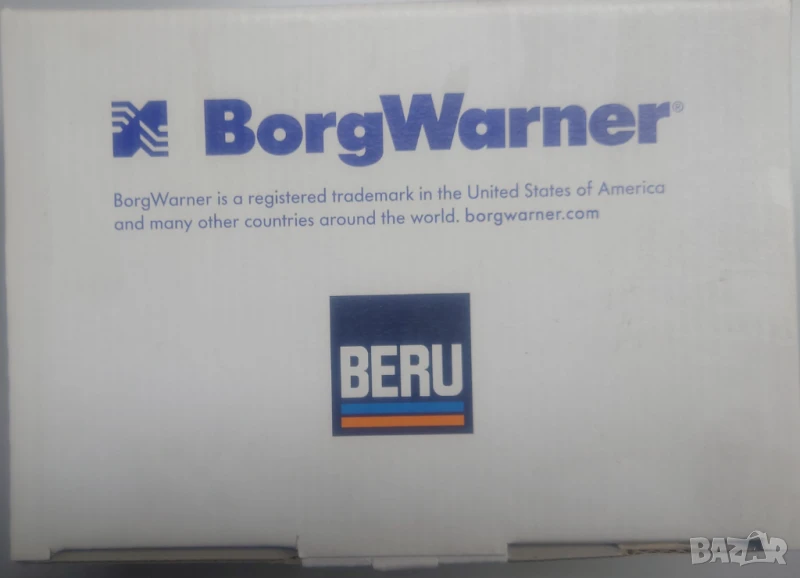 BorgWarner®
BorgWarner is a registered trademark in the United States of America
and many other countries around the world. borgwarner.com
BERU
BAZAR